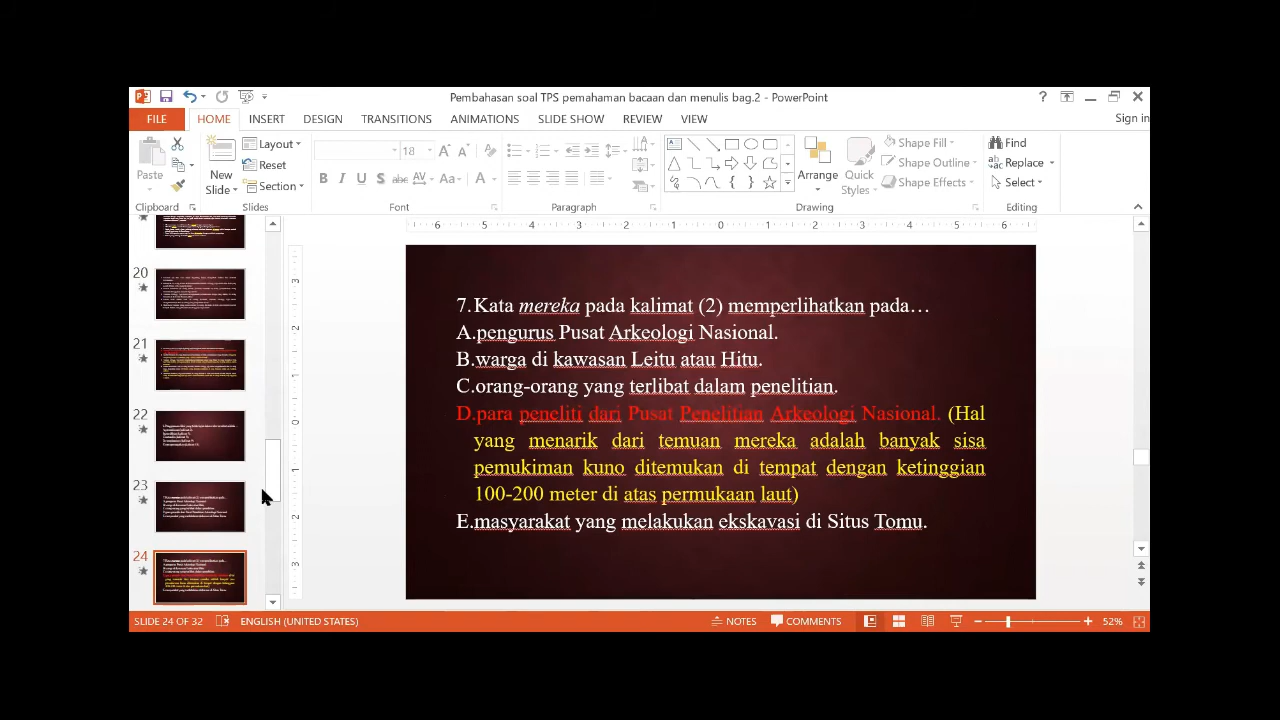 Pembahasan soal TPS pemahaman bacaan dan menulis bag.2 - PowerPoint
Sign in
FILE HOME INSERT DESIGN TRANSITIONS ANIMATIONS SLIDE SHOW REVIEW VIEW
Paste
New Slide
Layout
Reset
Section
18
Arrange
Quick Styles
Shape Fill
Shape Outline
Shape Effects
Find
Replace
Select
Clipboard Slides Font Paragraph Drawing Editing
20
21
22
23
24
7.Kata mereka pada kalimat (2) memperlihatkan pada…
A.pengurus Pusat Arkeologi Nasional.
B.warga di kawasan Leitu atau Hitu.
C.orang-orang yang terlibat dalam penelitian.
D.para peneliti dari Pusat Penelitian Arkeologi Nasional. (Hal
yang menarik dari temuan mereka adalah banyak sisa
pemukiman kuno ditemukan di tempat dengan ketinggian
100-200 meter di atas permukaan laut)
E.masyarakat yang melakukan ekskavasi di Situs Tomu.
SLIDE 24 OF 32 ENGLISH (UNITED STATES) NOTES COMMENTS 52%